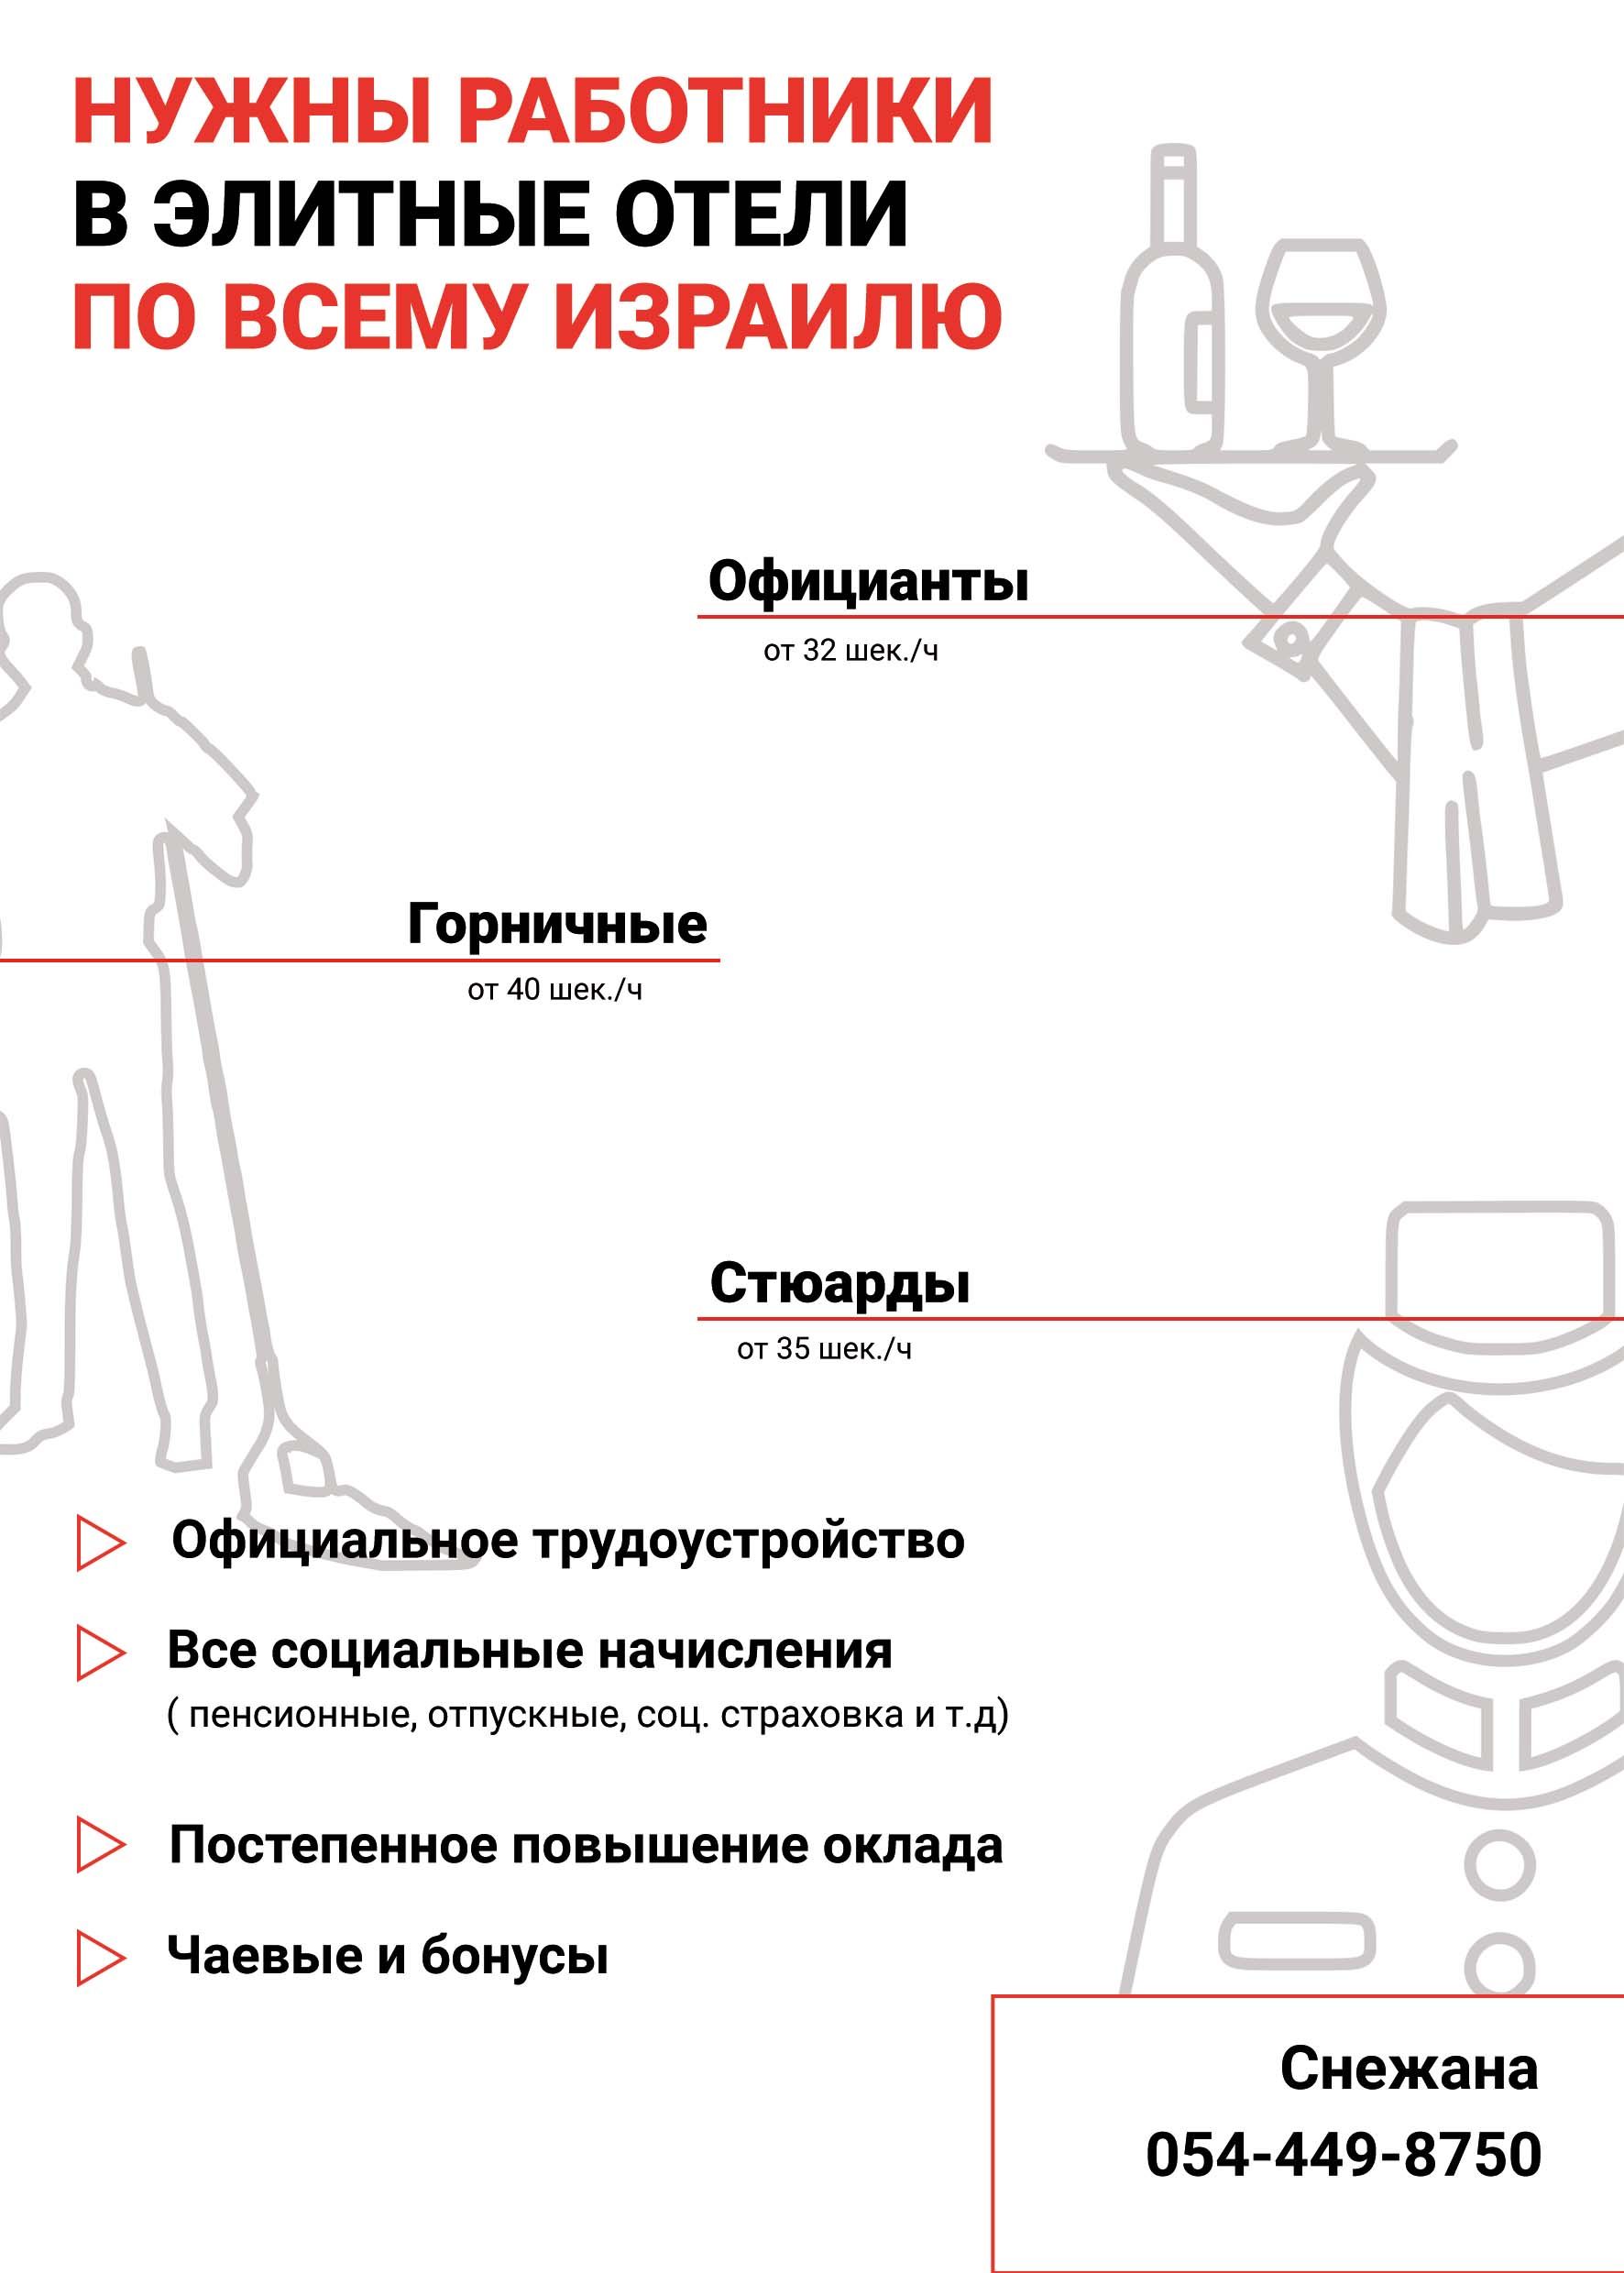 НУЖНЫ РАБОТНИКИ
В ЭЛИТНЫЕ ОТЕЛИ
ПО ВСЕМУ ИЗРАИЛЮ
Официанты
от 32 шек./ч
Горничные
от 40 шек./ч
Стюарды
от 35 шек./ч
Официальное трудоустройство
Все социальные начисления
( пенсионные, отпускные, соц. страховка и т.д)
Постепенное повышение оклада
Чаевые и бонусы
Снежана
054-449-8750